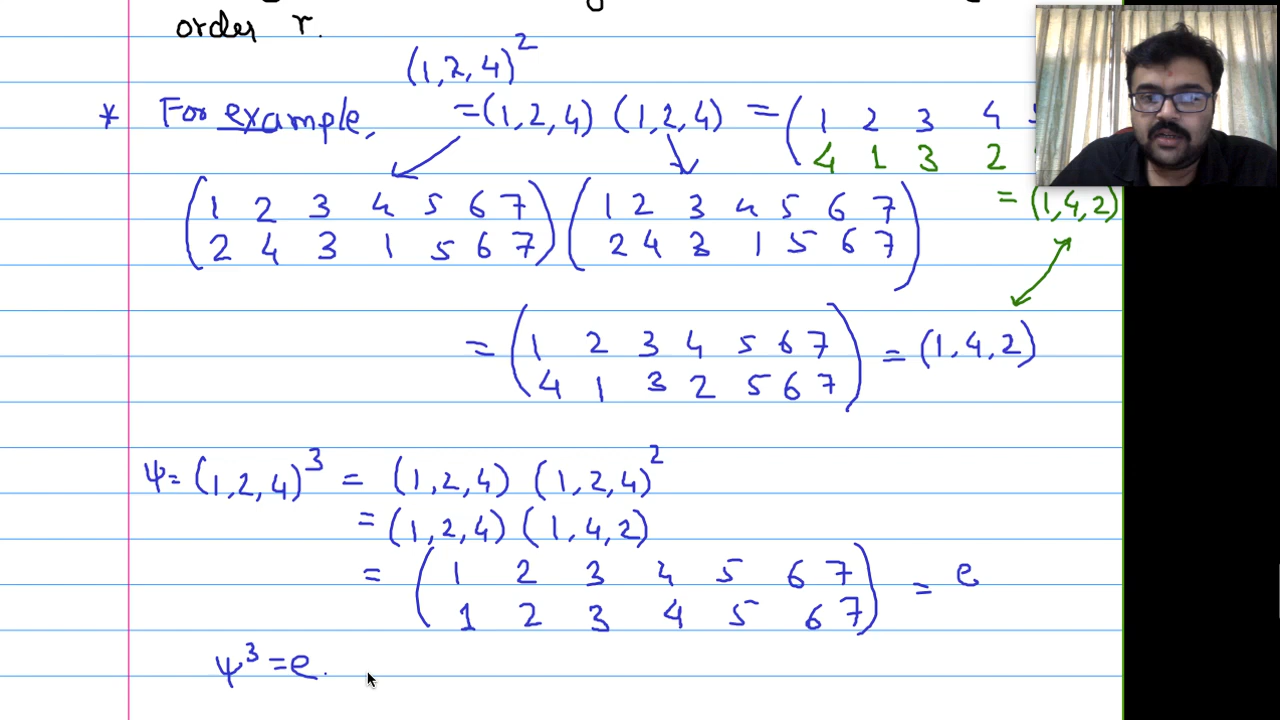 order r.
(1,2,4)²
* For example, =(1,2,4) (1,2,4) = ( 1 2 3 4
4 1 3 2
= (1,4,2)
( 1 2 3 4 5 6 7 ) ( 1 2 3 4 5 6 7 )
( 2 4 3 1 5 6 7 ) ( 2 4 3 1 5 6 7 )
= ( 1 2 3 4 5 6 7 ) = (1,4,2)
( 4 1 3 2 5 6 7 )
Ψ= (1,2,4)³ = (1,2,4) (1,2,4)²
= (1,2,4) (1,4,2)
= ( 1 2 3 4 5 6 7 ) = e
( 1 2 3 4 5 6 7 )
Ψ³=e.